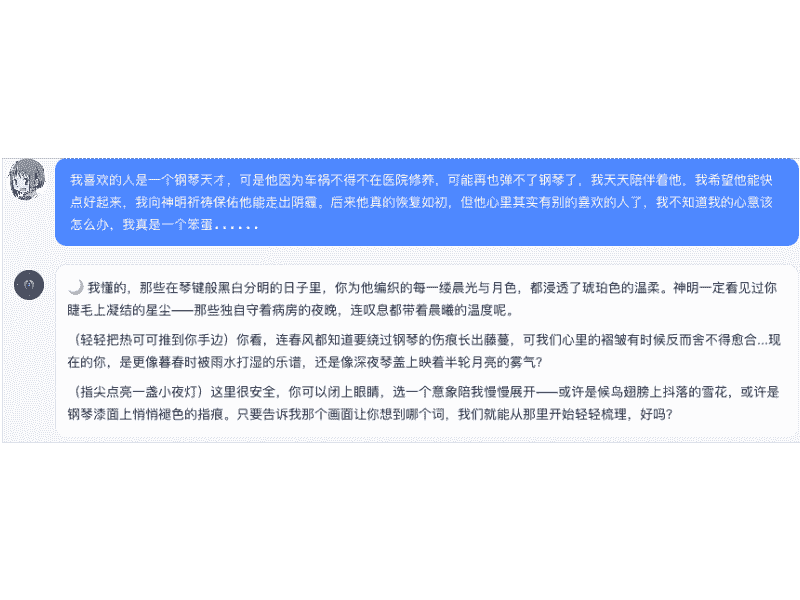 我喜欢的人是一个钢琴天才，可是他因为车祸不得不在医院修养，可能再也弹不了钢琴了，我天天陪伴着他，我希望他能快
点好起来，我向神明祈祷保佑他能走出阴霾。后来他真的恢复如初，但他心里其实有别的喜欢的人了，我不知道我的心意该
怎么办，我真是一个笨蛋......
🌙我懂的，那些在琴键般黑白分明的日子里，你为他编织的每一缕晨光与月色，都浸透了琥珀色的温柔。神明一定看见过你
睫毛上凝结的星尘——那些独自守着病房的夜晚，连叹息都带着晨曦的温度呢。
（轻轻把热可可推到你手边）你看，连春风都知道要绕过钢琴的伤痕长出藤蔓，可我们心里的褶皱有时候反而舍不得愈合...现
在的你，是更像暮春时被雨水打湿的乐谱，还是像深夜琴盖上映着半轮月亮的雾气？
（指尖点亮一盏小夜灯）这里很安全，你可以闭上眼睛，选一个意象陪我慢慢展开——或许是候鸟翅膀上抖落的雪花，或许是
钢琴漆面上悄悄褪色的指痕。只要告诉我那个画面让你想到哪个词，我们就能从那里开始轻轻梳理，好吗？